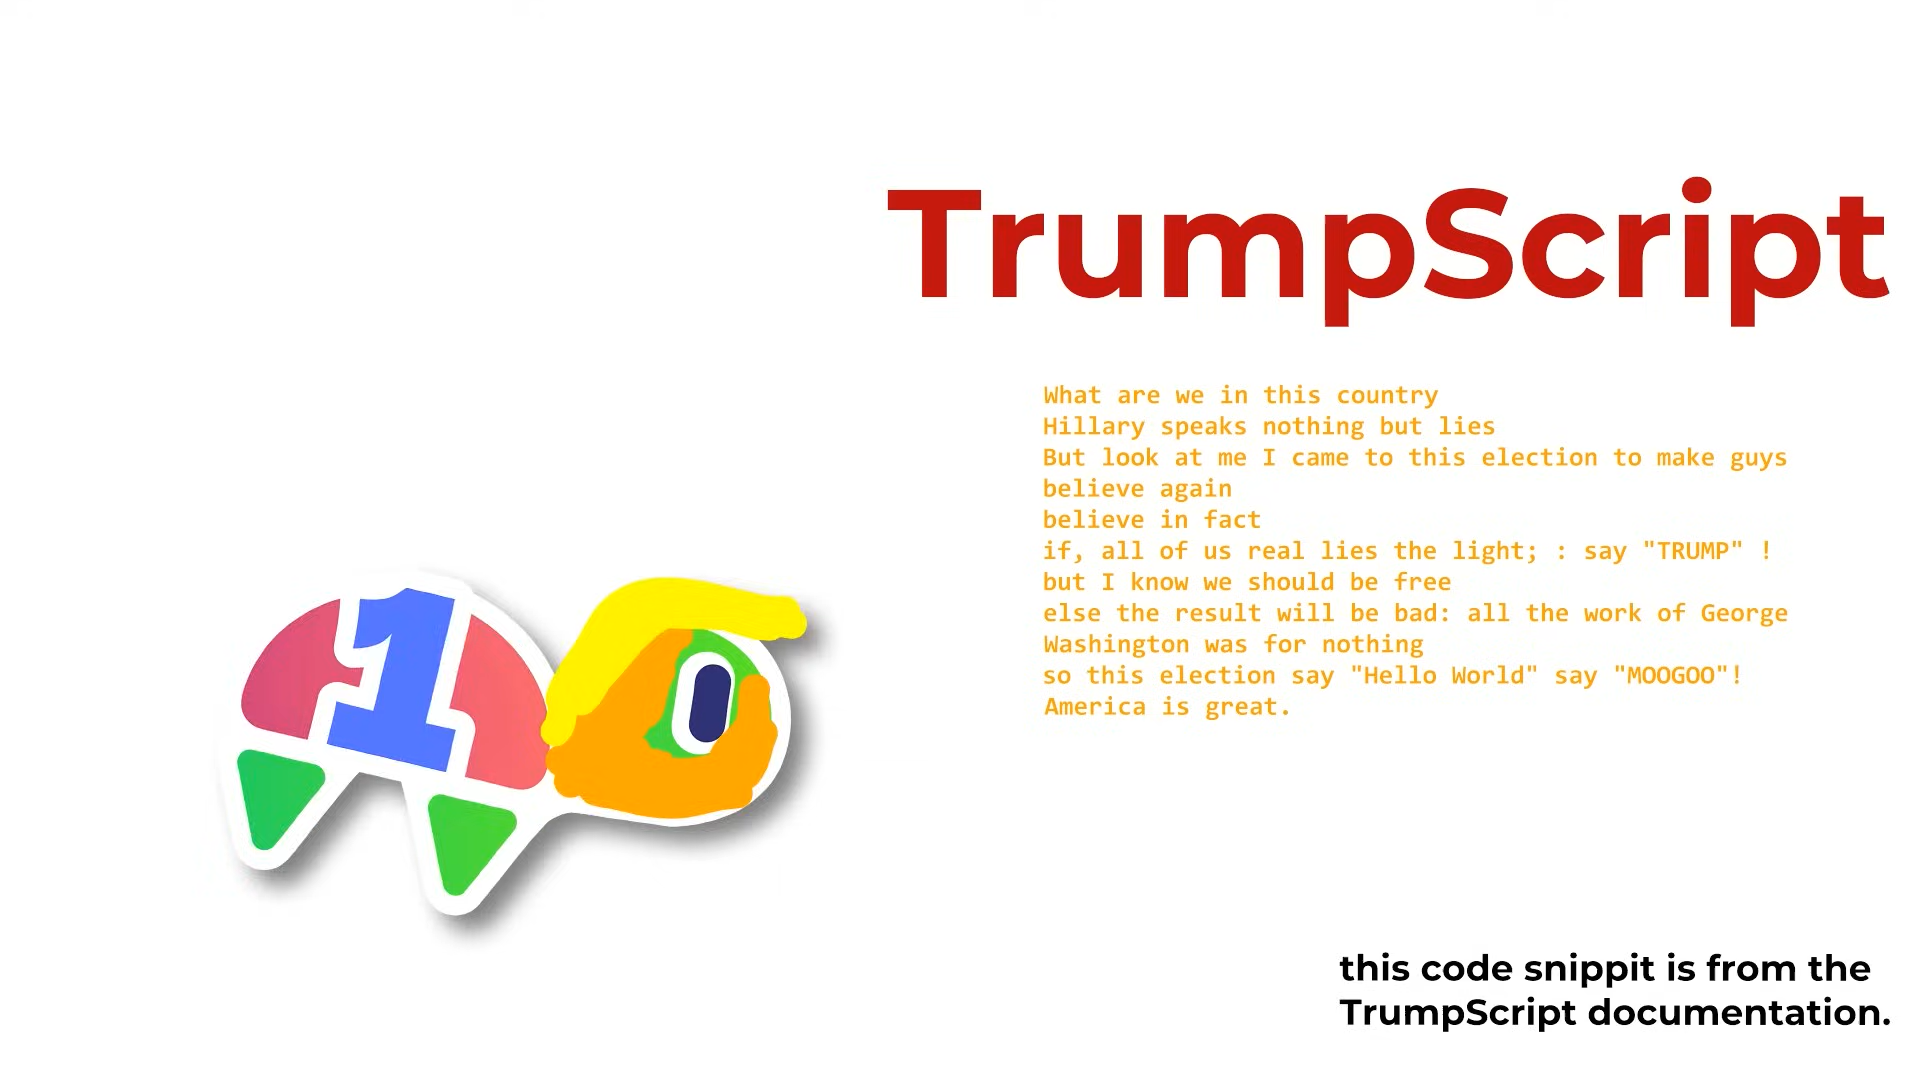 TrumpScript
What are we in this country
Hillary speaks nothing but lies
But look at me I came to this election to make guys
believe again
believe in fact
if, all of us real lies the light; : say "TRUMP" !
but I know we should be free
else the result will be bad: all the work of George
Washington was for nothing
so this election say "Hello World" say "MOOGOO"!
America is great.
1
0
this code snippit is from the
TrumpScript documentation.